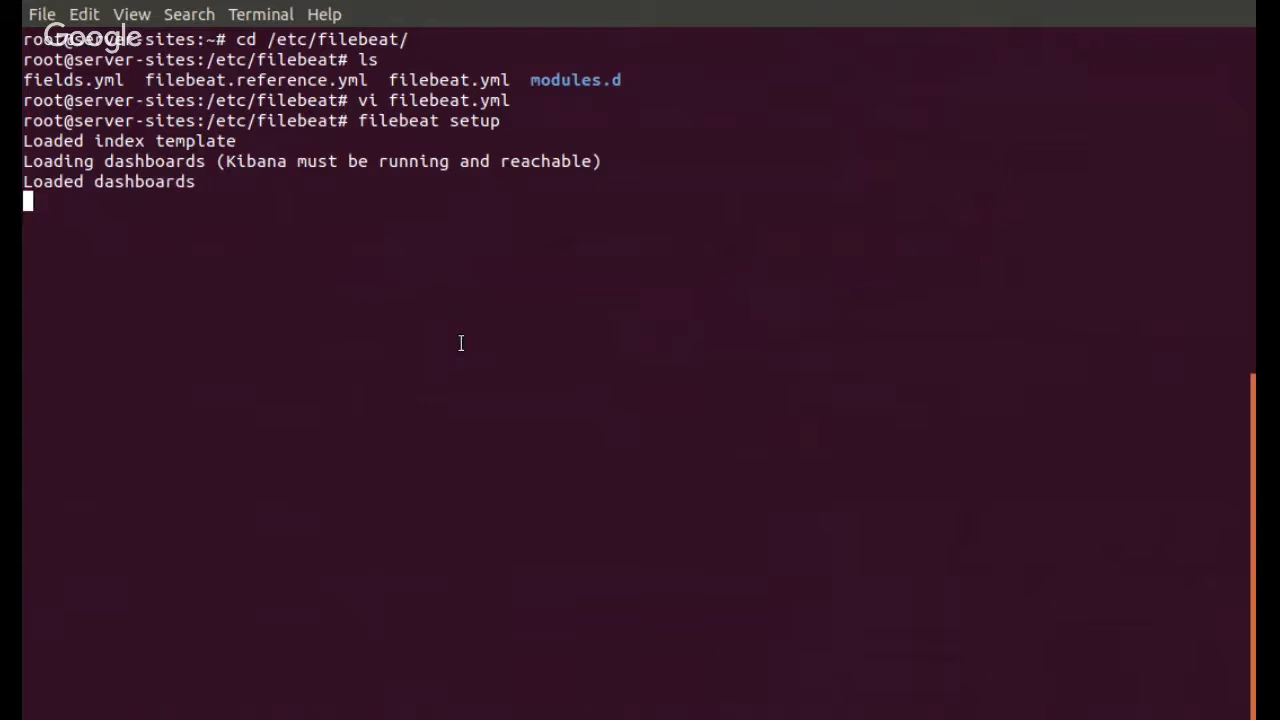 File Edit View Search Terminal Help
Google
root@server-sites:~# cd /etc/filebeat/
root@server-sites:/etc/filebeat# ls
fields.yml  filebeat.reference.yml  filebeat.yml  modules.d
root@server-sites:/etc/filebeat# vi filebeat.yml
root@server-sites:/etc/filebeat# filebeat setup
Loaded index template
Loading dashboards (Kibana must be running and reachable)
Loaded dashboards